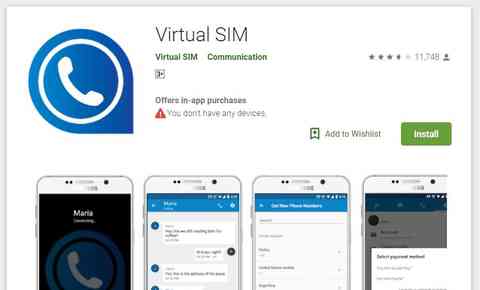 Virtual SIM
Virtual SIM Communication
11,748
3+
Offers in-app purchases
You don't have any devices.
Add to Wishlist
Install
Maria
Maria
Get New Phone Numbers
Select payment method